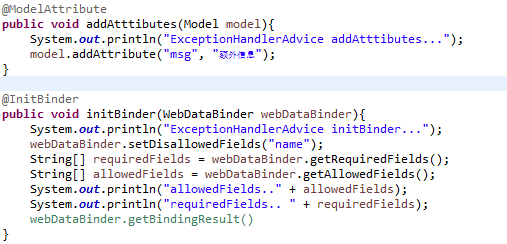 @ModelAttribute
public void addAtttibutes(Model model){
System.out.println("ExceptionHandlerAdvice addAtttibutes...");
model.addAttribute("msg", "额外信息");
}
@InitBinder
public void initBinder(WebDataBinder webDataBinder){
System.out.println("ExceptionHandlerAdvice initBinder...");
webDataBinder.setDisallowedFields("name");
String[] requiredFields = webDataBinder.getRequiredFields();
String[] allowedFields = webDataBinder.getAllowedFields();
System.out.println("allowedFields.." + allowedFields);
System.out.println("requiredFields.. " + requiredFields);
webDataBinder.getBindingResult()